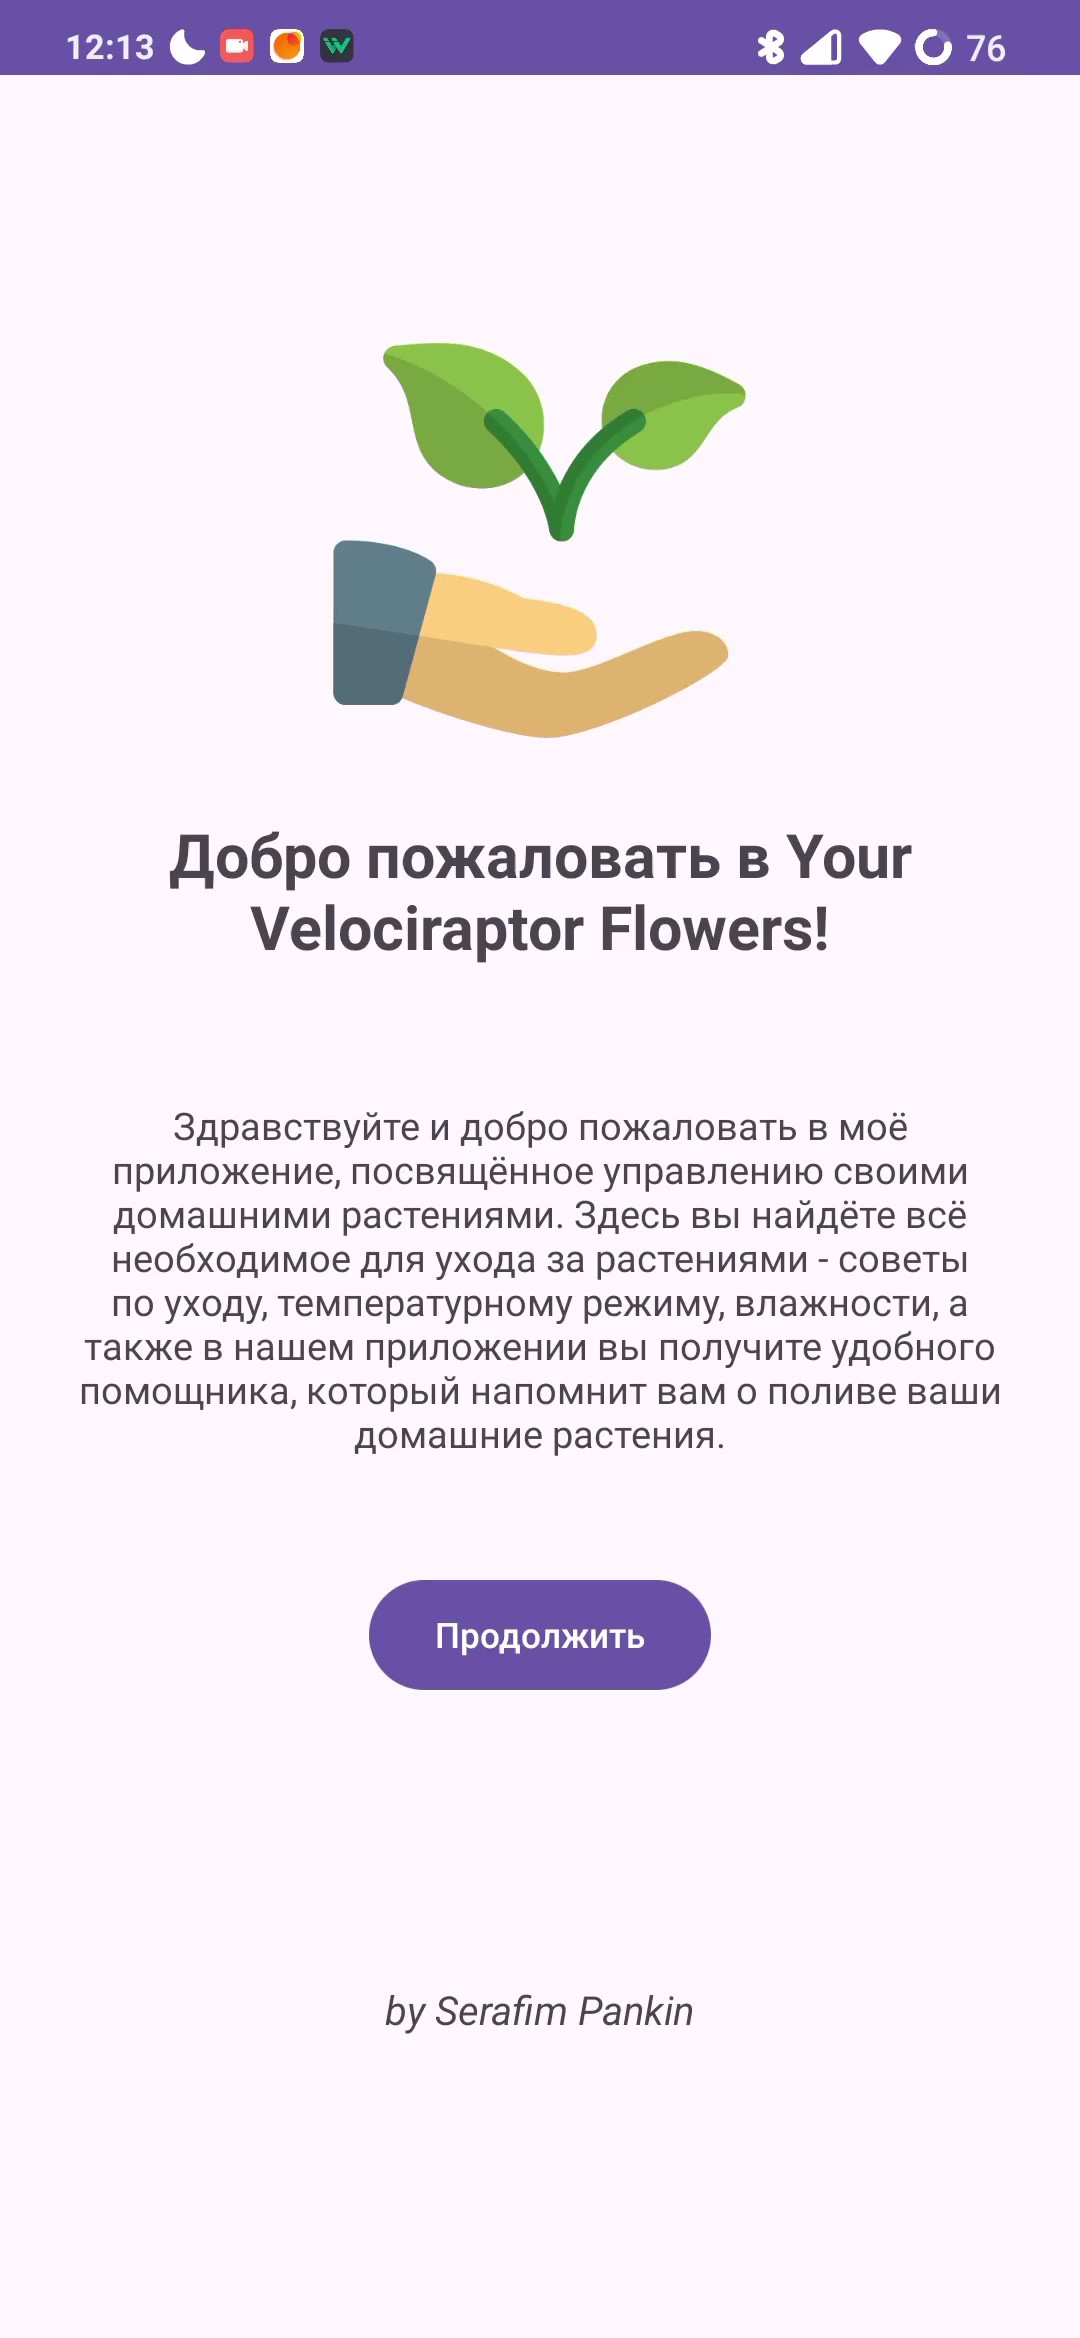 12:13
76
Добро пожаловать в Your
Velociraptor Flowers!
Здравствуйте и добро пожаловать в моё
приложение, посвящённое управлению своими
домашними растениями. Здесь вы найдёте всё
необходимое для ухода за растениями - советы
по уходу, температурному режиму, влажности, а
также в нашем приложении вы получите удобного
помощника, который напомнит вам о поливе ваши
домашние растения.
Продолжить
by Serafim Pankin